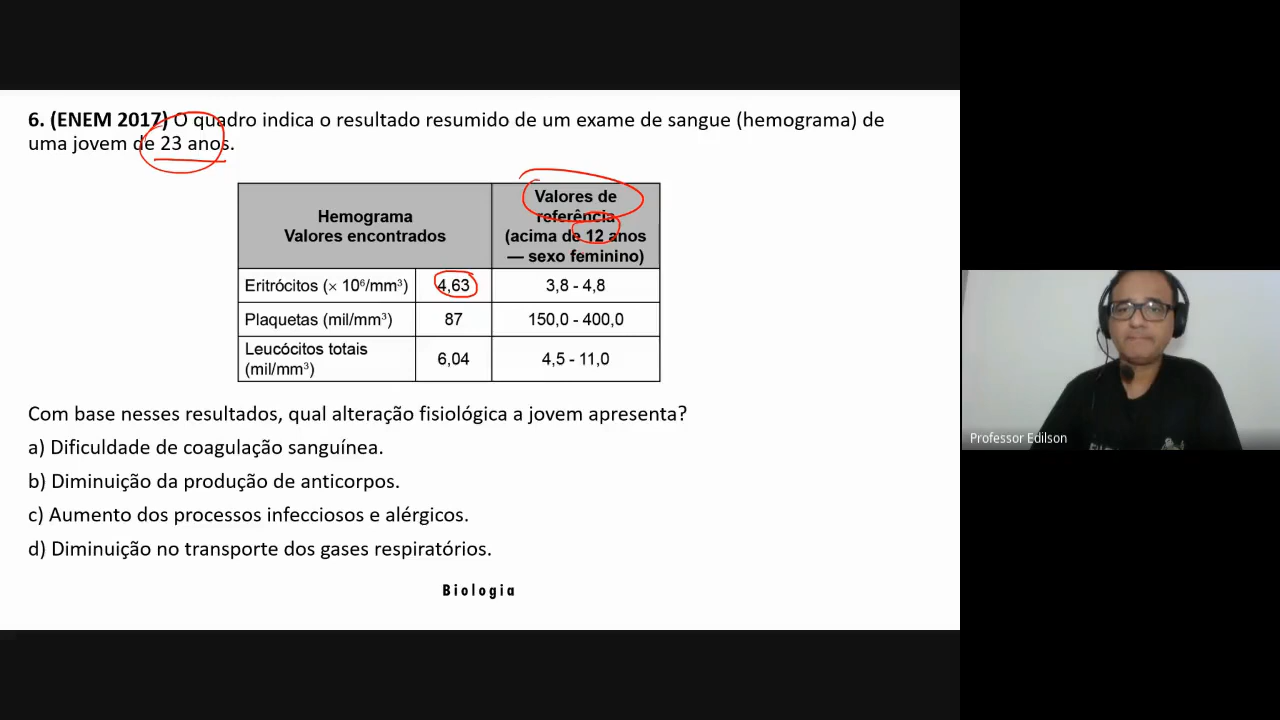 6. (ENEM 2017) O quadro indica o resultado resumido de um exame de sangue (hemograma) de
uma jovem de 23 anos.
Hemograma
Valores encontrados
Valores de
referência
(acima de 12 anos
— sexo feminino)
Eritrócitos (× 10⁶/mm³) 4,63 3,8 - 4,8
Plaquetas (mil/mm³) 87 150,0 - 400,0
Leucócitos totais
(mil/mm³) 6,04 4,5 - 11,0
Com base nesses resultados, qual alteração fisiológica a jovem apresenta?
a) Dificuldade de coagulação sanguínea.
b) Diminuição da produção de anticorpos.
c) Aumento dos processos infecciosos e alérgicos.
d) Diminuição no transporte dos gases respiratórios.
Biologia
Professor Edilson